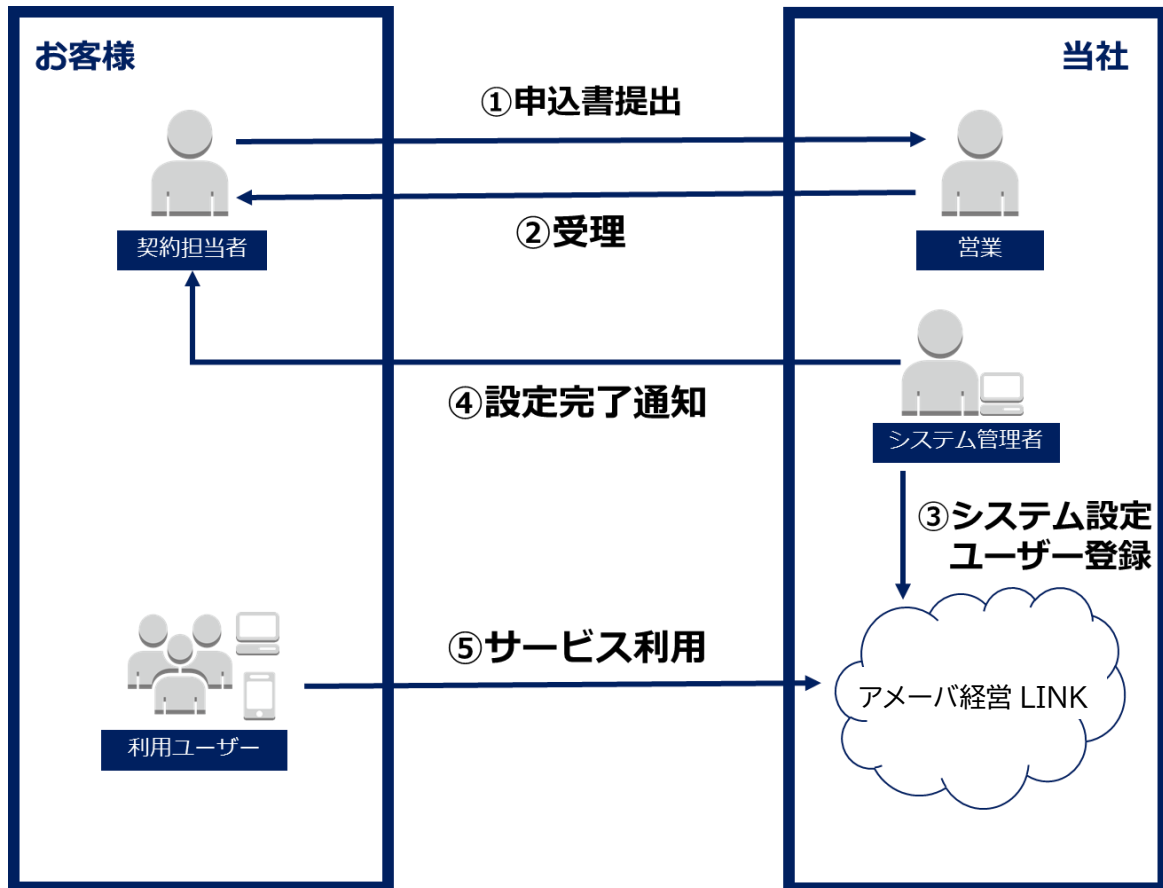 お客様
当社
①申込書提出
②受理
契約担当者
営業
④設定完了通知
システム管理者
③システム設定
ユーザー登録
⑤サービス利用
アメーバ経営 LINK
利用ユーザー